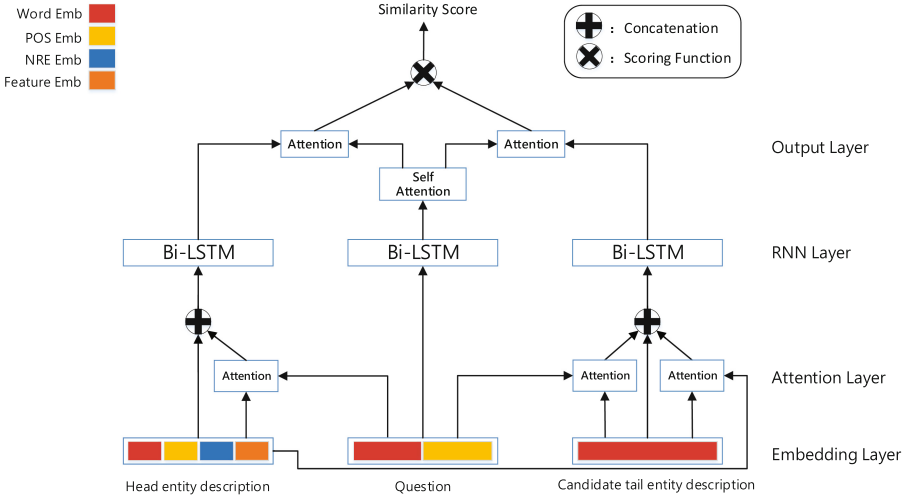 Similarity Score
Word Emb
POS Emb
NRE Emb
Feature Emb
: Concatenation
: Scoring Function
Attention
Attention
Output Layer
Self
Attention
Bi-LSTM
Bi-LSTM
Bi-LSTM
RNN Layer
Attention
Attention
Attention
Attention Layer
Embedding Layer
Head entity description
Question
Candidate tail entity description